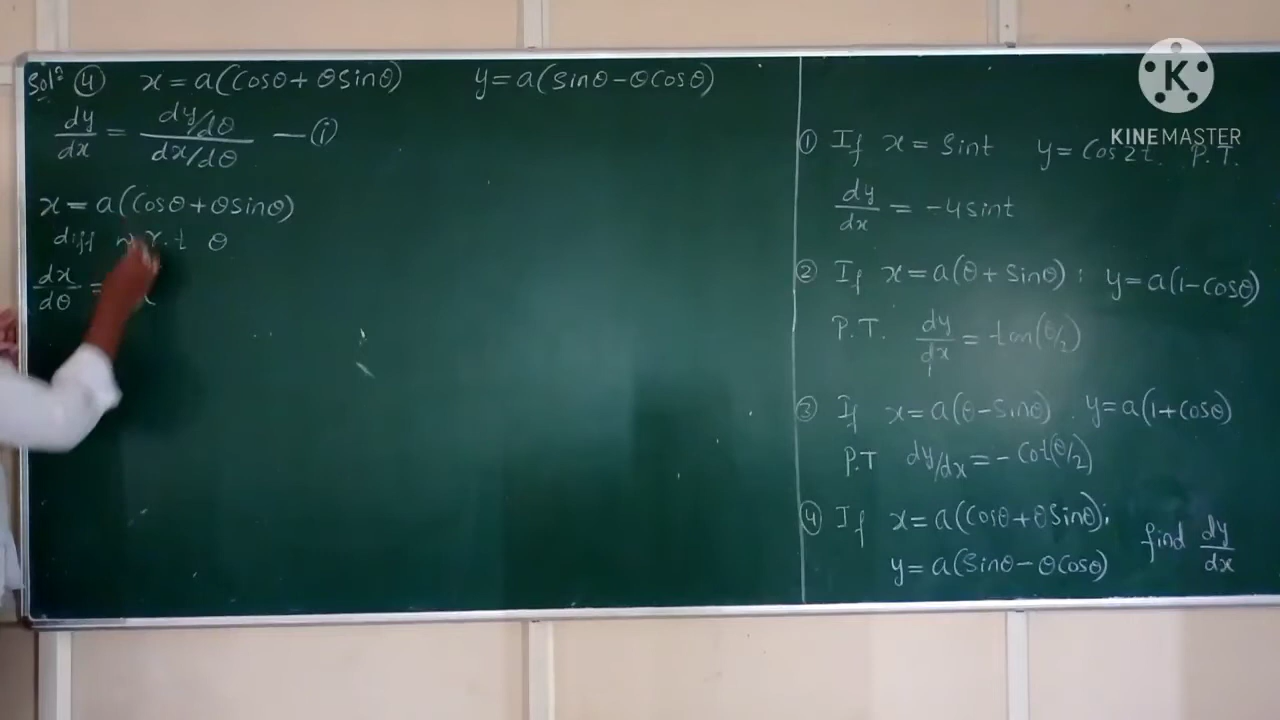 Sol² ④ x = a(Cosθ + θSinθ) y = a(Sinθ - θCosθ)
dy/dx = (dy/dθ)/(dx/dθ) — (i)
x = a(Cosθ + θSinθ)
diff w.r.t θ
dx/dθ =
K
KINEMASTER
① If x = Sint y = Cos2t. P.T.
dy/dx = -4sint
② If x = a(θ + Sinθ) ; y = a(1-Cosθ)
P.T. dy/dx = tan(θ/2)
③ If x = a(θ-Sinθ) . y = a(1+Cosθ)
P.T dy/dx = -Cot(θ/2)
④ If x = a(Cosθ+θSinθ);
y = a(Sinθ - θCosθ) find dy/dx